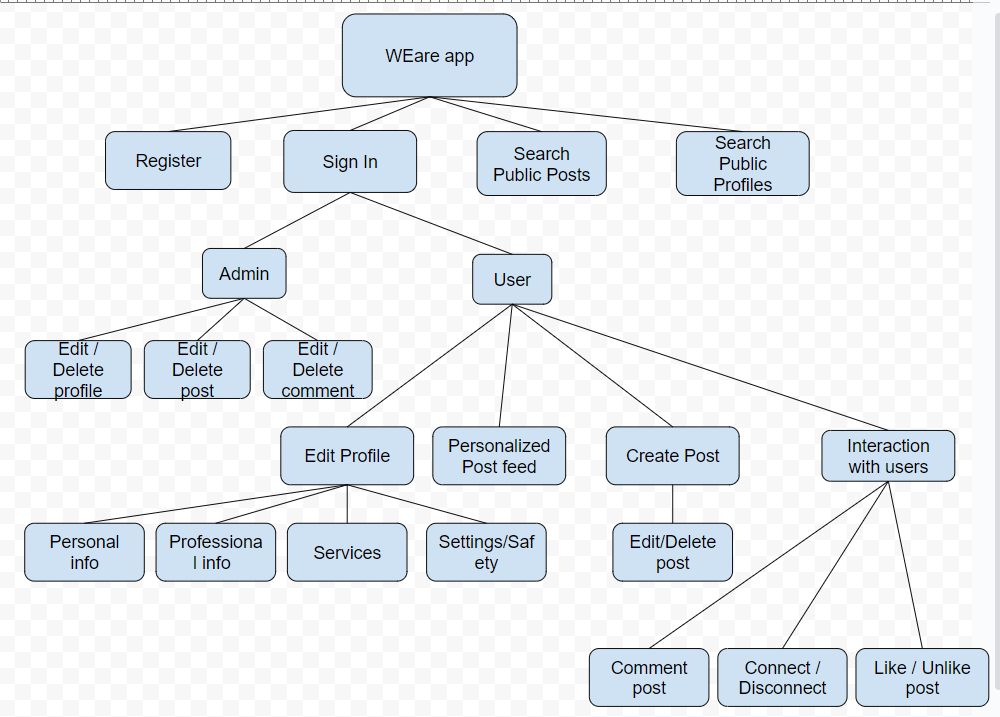 WEare app
Register
Sign In
Search
Public Posts
Search
Public
Profiles
Admin
User
Edit /
Delete
profile
Edit /
Delete
post
Edit /
Delete
comment
Edit Profile
Personalized
Post feed
Create Post
Interaction
with users
Personal
info
Professiona
l info
Services
Settings/Saf
ety
Edit/Delete
post
Comment
post
Connect /
Disconnect
Like / Unlike
post